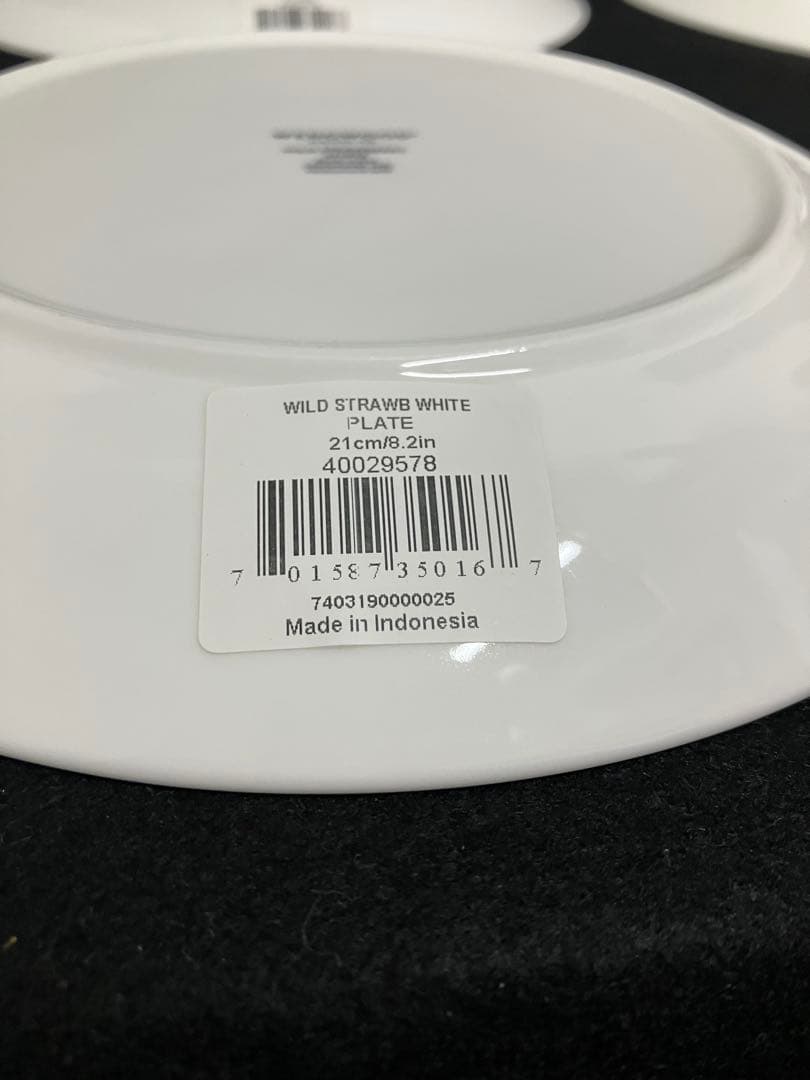 WILD STRAWB WHITE
PLATE
21cm/8.2in
40029578
7 01587 35016 7
7403190000025
Made in Indonesia